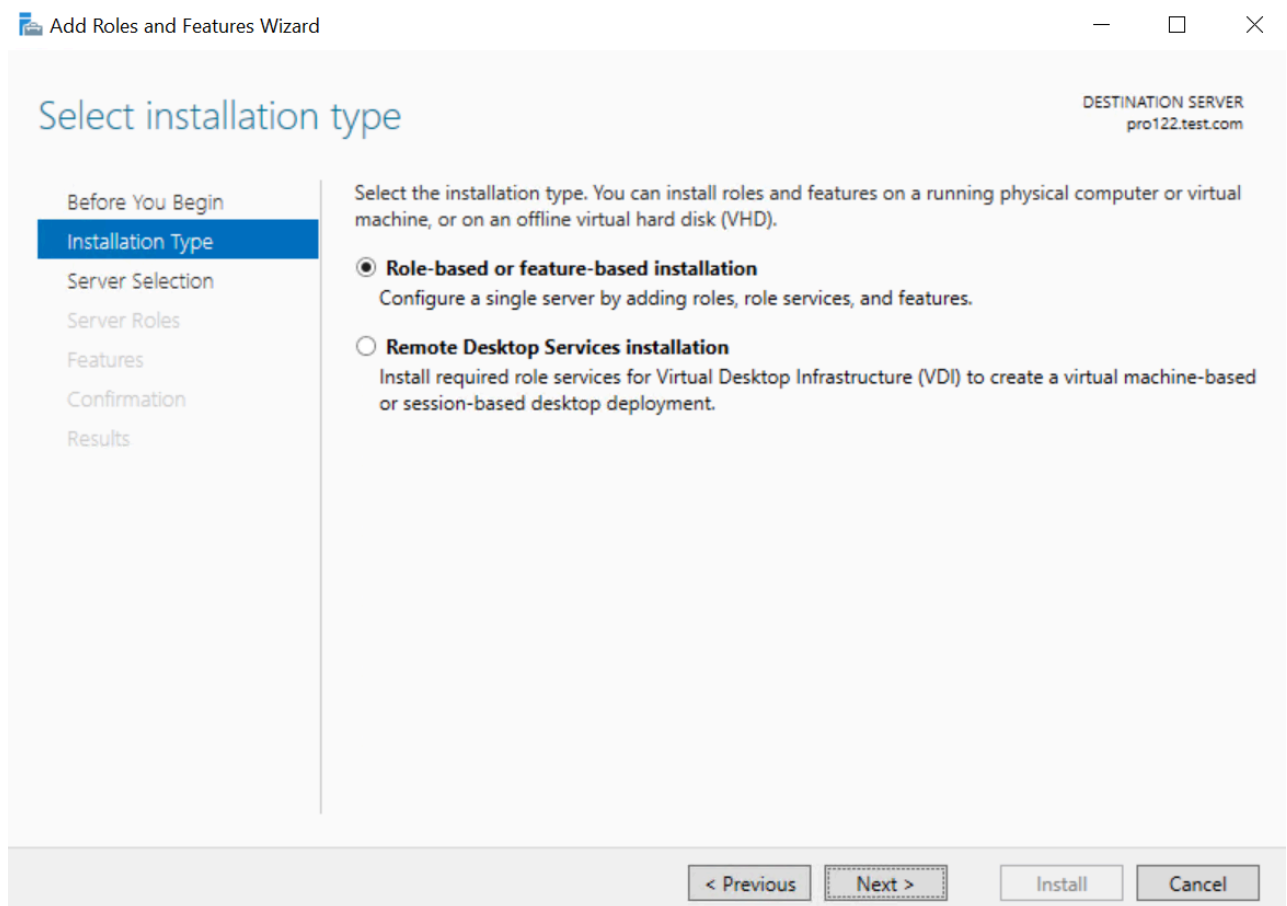 Add Roles and Features Wizard
Select installation type
DESTINATION SERVER
pro122.test.com
Before You Begin
Installation Type
Server Selection
Server Roles
Features
Confirmation
Results
Select the installation type. You can install roles and features on a running physical computer or virtual
machine, or on an offline virtual hard disk (VHD).
Role-based or feature-based installation
Configure a single server by adding roles, role services, and features.
Remote Desktop Services installation
Install required role services for Virtual Desktop Infrastructure (VDI) to create a virtual machine-based
or session-based desktop deployment.
< Previous
Next >
Install
Cancel